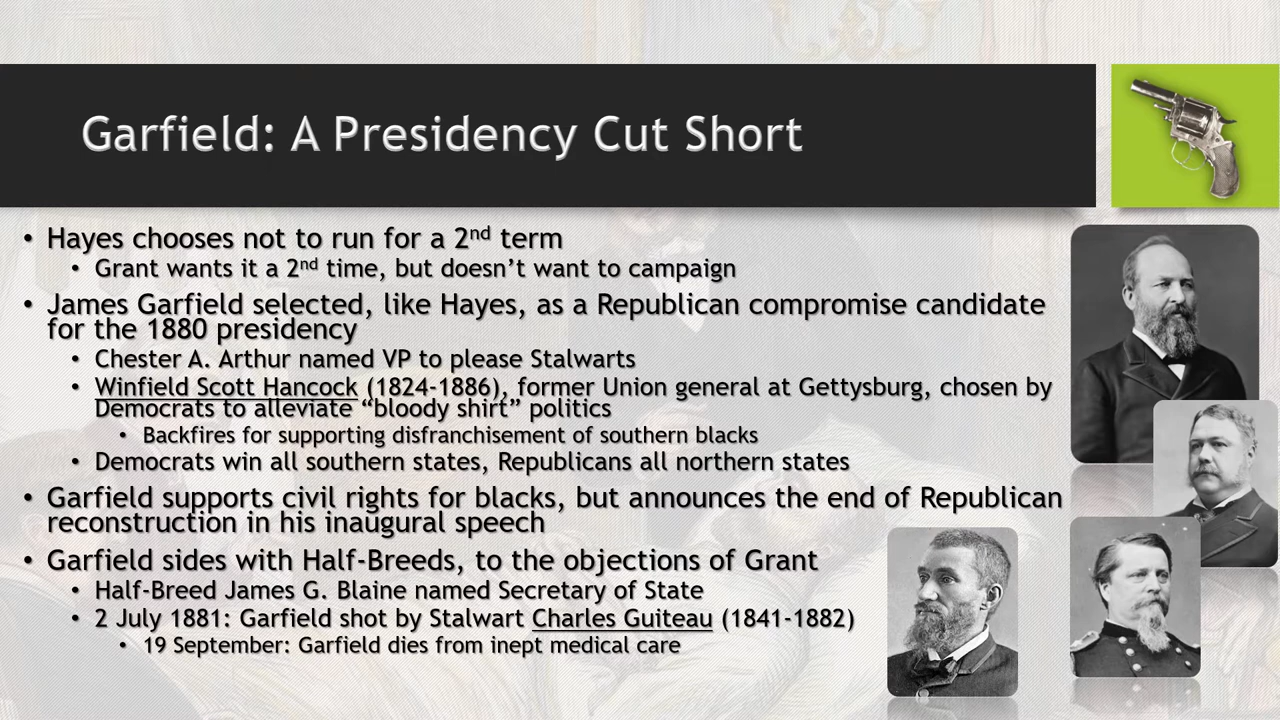 Garfield: A Presidency Cut Short
• Hayes chooses not to run for a 2nd term
• Grant wants it a 2nd time, but doesn’t want to campaign
• James Garfield selected, like Hayes, as a Republican compromise candidate
for the 1880 presidency
• Chester A. Arthur named VP to please Stalwarts
• Winfield Scott Hancock (1824-1886), former Union general at Gettysburg, chosen by
Democrats to alleviate “bloody shirt” politics
• Backfires for supporting disfranchisement of southern blacks
• Democrats win all southern states, Republicans all northern states
• Garfield supports civil rights for blacks, but announces the end of Republican
reconstruction in his inaugural speech
• Garfield sides with Half-Breeds, to the objections of Grant
• Half-Breed James G. Blaine named Secretary of State
• 2 July 1881: Garfield shot by Stalwart Charles Guiteau (1841-1882)
• 19 September: Garfield dies from inept medical care